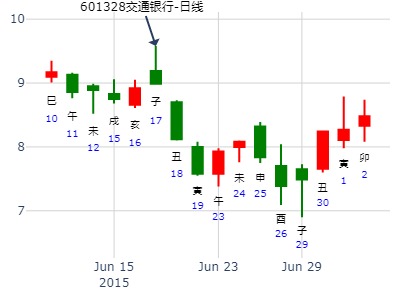 601328交通银行-日线
10
9
8
7
巳
10
午
11
未
12
戌
15
亥
16
子
17
丑
18
寅
19
午
23
未
24
申
25
酉
26
子
29
丑
30
寅
1
卯
2
Jun 15
2015
Jun 23
Jun 29